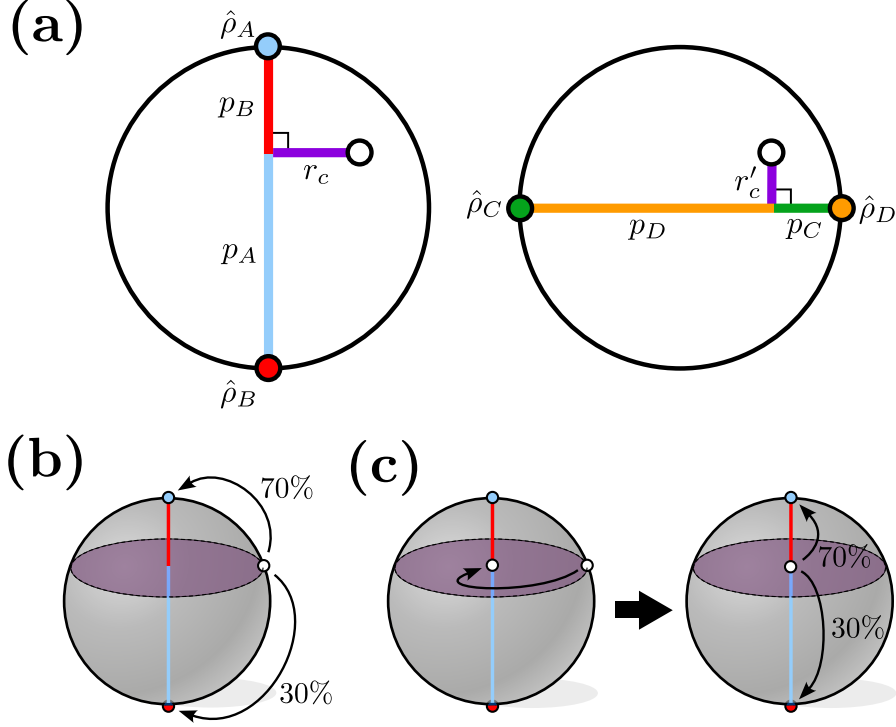 (a)
ρ̂_A
p_B
r_c
p_A
ρ̂_B
ρ̂_C
r′_c
p_D
p_C
ρ̂_D
(b)
70%
30%
(c)
70%
30%